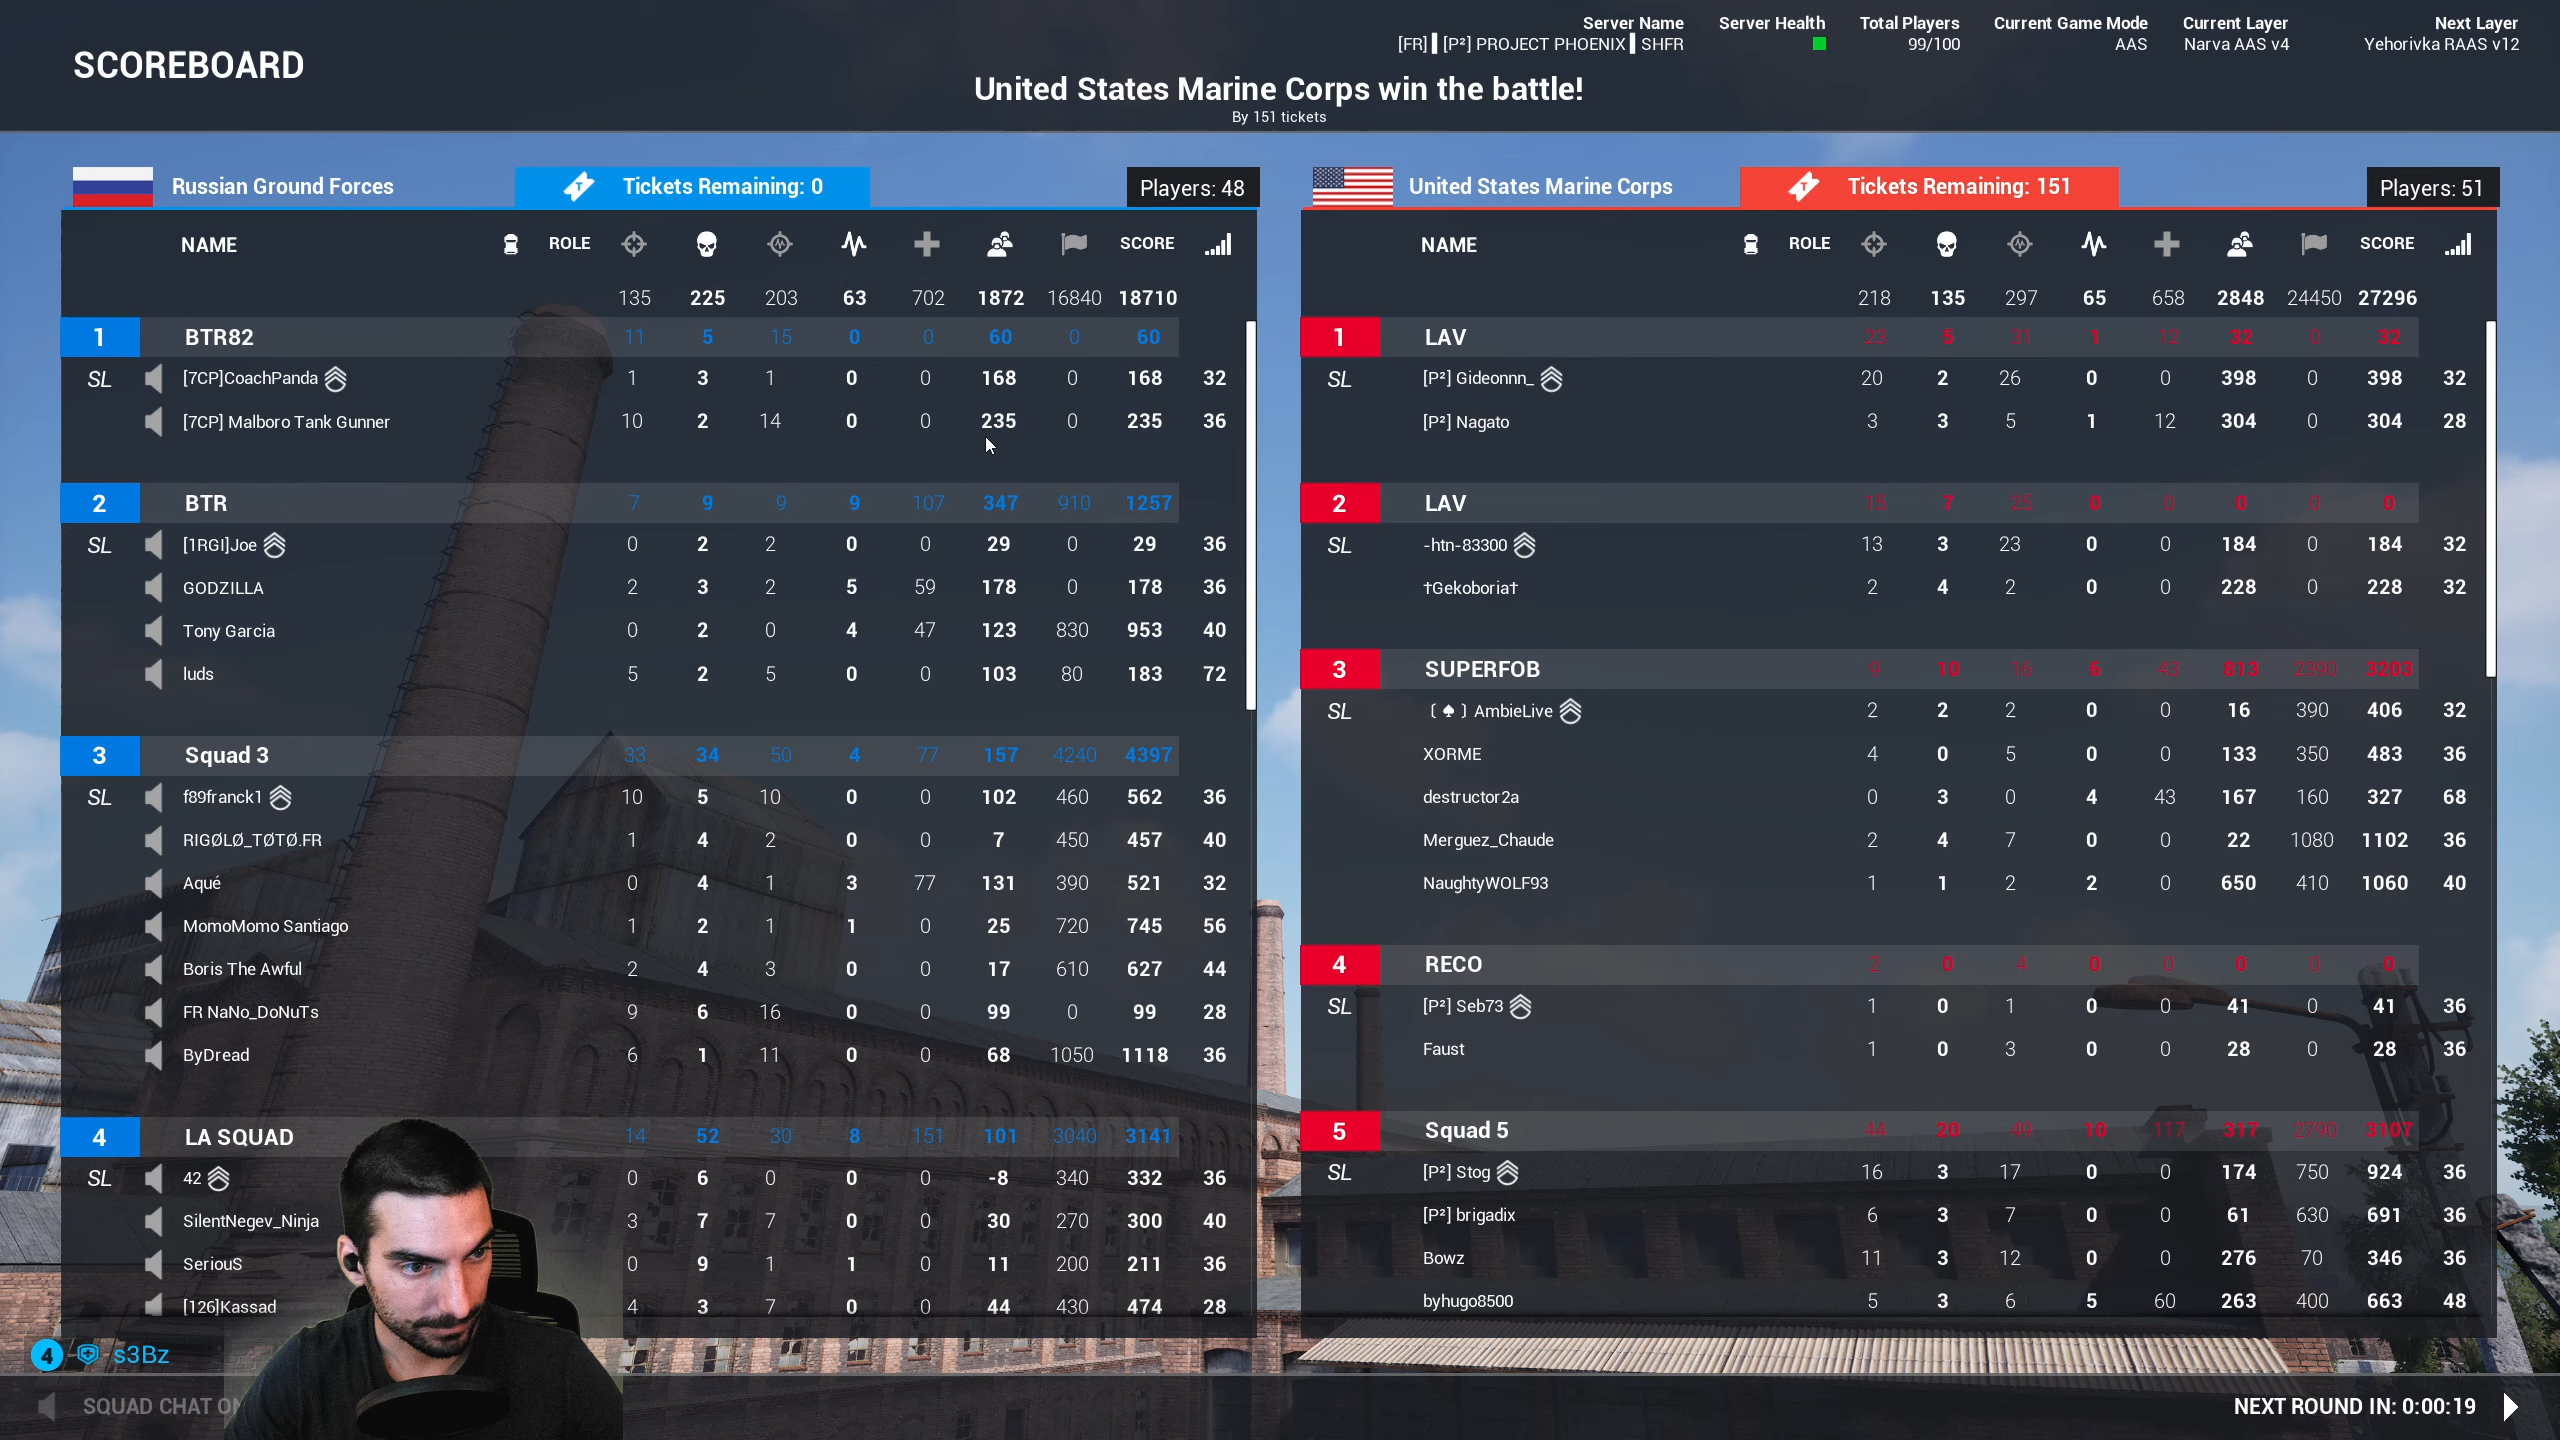 SCOREBOARD
Server Name
[FR] ▌[P²] PROJECT PHOENIX ▌SHFR
Server Health
Total Players
99/100
Current Game Mode
AAS
Current Layer
Narva AAS v4
Next Layer
Yehorivka RAAS v12
United States Marine Corps win the battle!
By 151 tickets
Russian Ground Forces
Tickets Remaining: 0
Players: 48
NAME ROLE SCORE
135 225 203 63 702 1872 16840 18710
1 BTR82 11 5 15 0 0 60 0 60
SL [7CP]CoachPanda 1 3 1 0 0 168 0 168 32
[7CP] Malboro Tank Gunner 10 2 14 0 0 235 0 235 36
2 BTR 7 9 9 9 107 347 910 1257
SL [1RGI]Joe 0 2 2 0 0 29 0 29 36
GODZILLA 2 3 2 5 59 178 0 178 36
Tony Garcia 0 2 0 4 47 123 830 953 40
luds 5 2 5 0 0 103 80 183 72
3 Squad 3 33 34 50 4 77 157 4240 4397
SL f89franck1 10 5 10 0 0 102 460 562 36
RIGØLØ_TØTØ.FR 1 4 2 0 0 7 450 457 40
Aqué 0 4 1 3 77 131 390 521 32
MomoMomo Santiago 1 2 1 1 0 25 720 745 56
Boris The Awful 2 4 3 0 0 17 610 627 44
FR NaNo_DoNuTs 9 6 16 0 0 99 0 99 28
ByDread 6 1 11 0 0 68 1050 1118 36
4 LA SQUAD 14 52 30 8 151 101 3040 3141
SL 42 0 6 0 0 0 -8 340 332 36
SilentNegev_Ninja 3 7 7 0 0 30 270 300 40
SeriouS 0 9 1 1 0 11 200 211 36
[126]Kassad 4 3 7 0 0 44 430 474 28
United States Marine Corps
Tickets Remaining: 151
Players: 51
NAME ROLE SCORE
218 135 297 65 658 2848 24450 27296
1 LAV 23 5 31 1 12 32 0 32
SL [P²] Gideonnn_ 20 2 26 0 0 398 0 398 32
[P²] Nagato 3 3 5 1 12 304 0 304 28
2 LAV 15 7 25 0 0 0 0 0
SL -htn-83300 13 3 23 0 0 184 0 184 32
†Gekoboria† 2 4 2 0 0 228 0 228 32
3 SUPERFOB 9 10 16 6 43 813 2390 3203
SL 〔♠〕AmbieLive 2 2 2 0 0 16 390 406 32
XORME 4 0 5 0 0 133 350 483 36
destructor2a 0 3 0 4 43 167 160 327 68
Merguez_Chaude 2 4 7 0 0 22 1080 1102 36
NaughtyWOLF93 1 1 2 2 0 650 410 1060 40
4 RECO 2 0 4 0 0 0 0 0
SL [P²] Seb73 1 0 1 0 0 41 0 41 36
Faust 1 0 3 0 0 28 0 28 36
5 Squad 5 44 20 49 10 117 317 2790 3107
SL [P²] Stog 16 3 17 0 0 174 750 924 36
[P²] brigadix 6 3 7 0 0 61 630 691 36
Bowz 11 3 12 0 0 276 70 346 36
byhugo8500 5 3 6 5 60 263 400 663 48
4 s3Bz
SQUAD CHAT
NEXT ROUND IN: 0:00:19